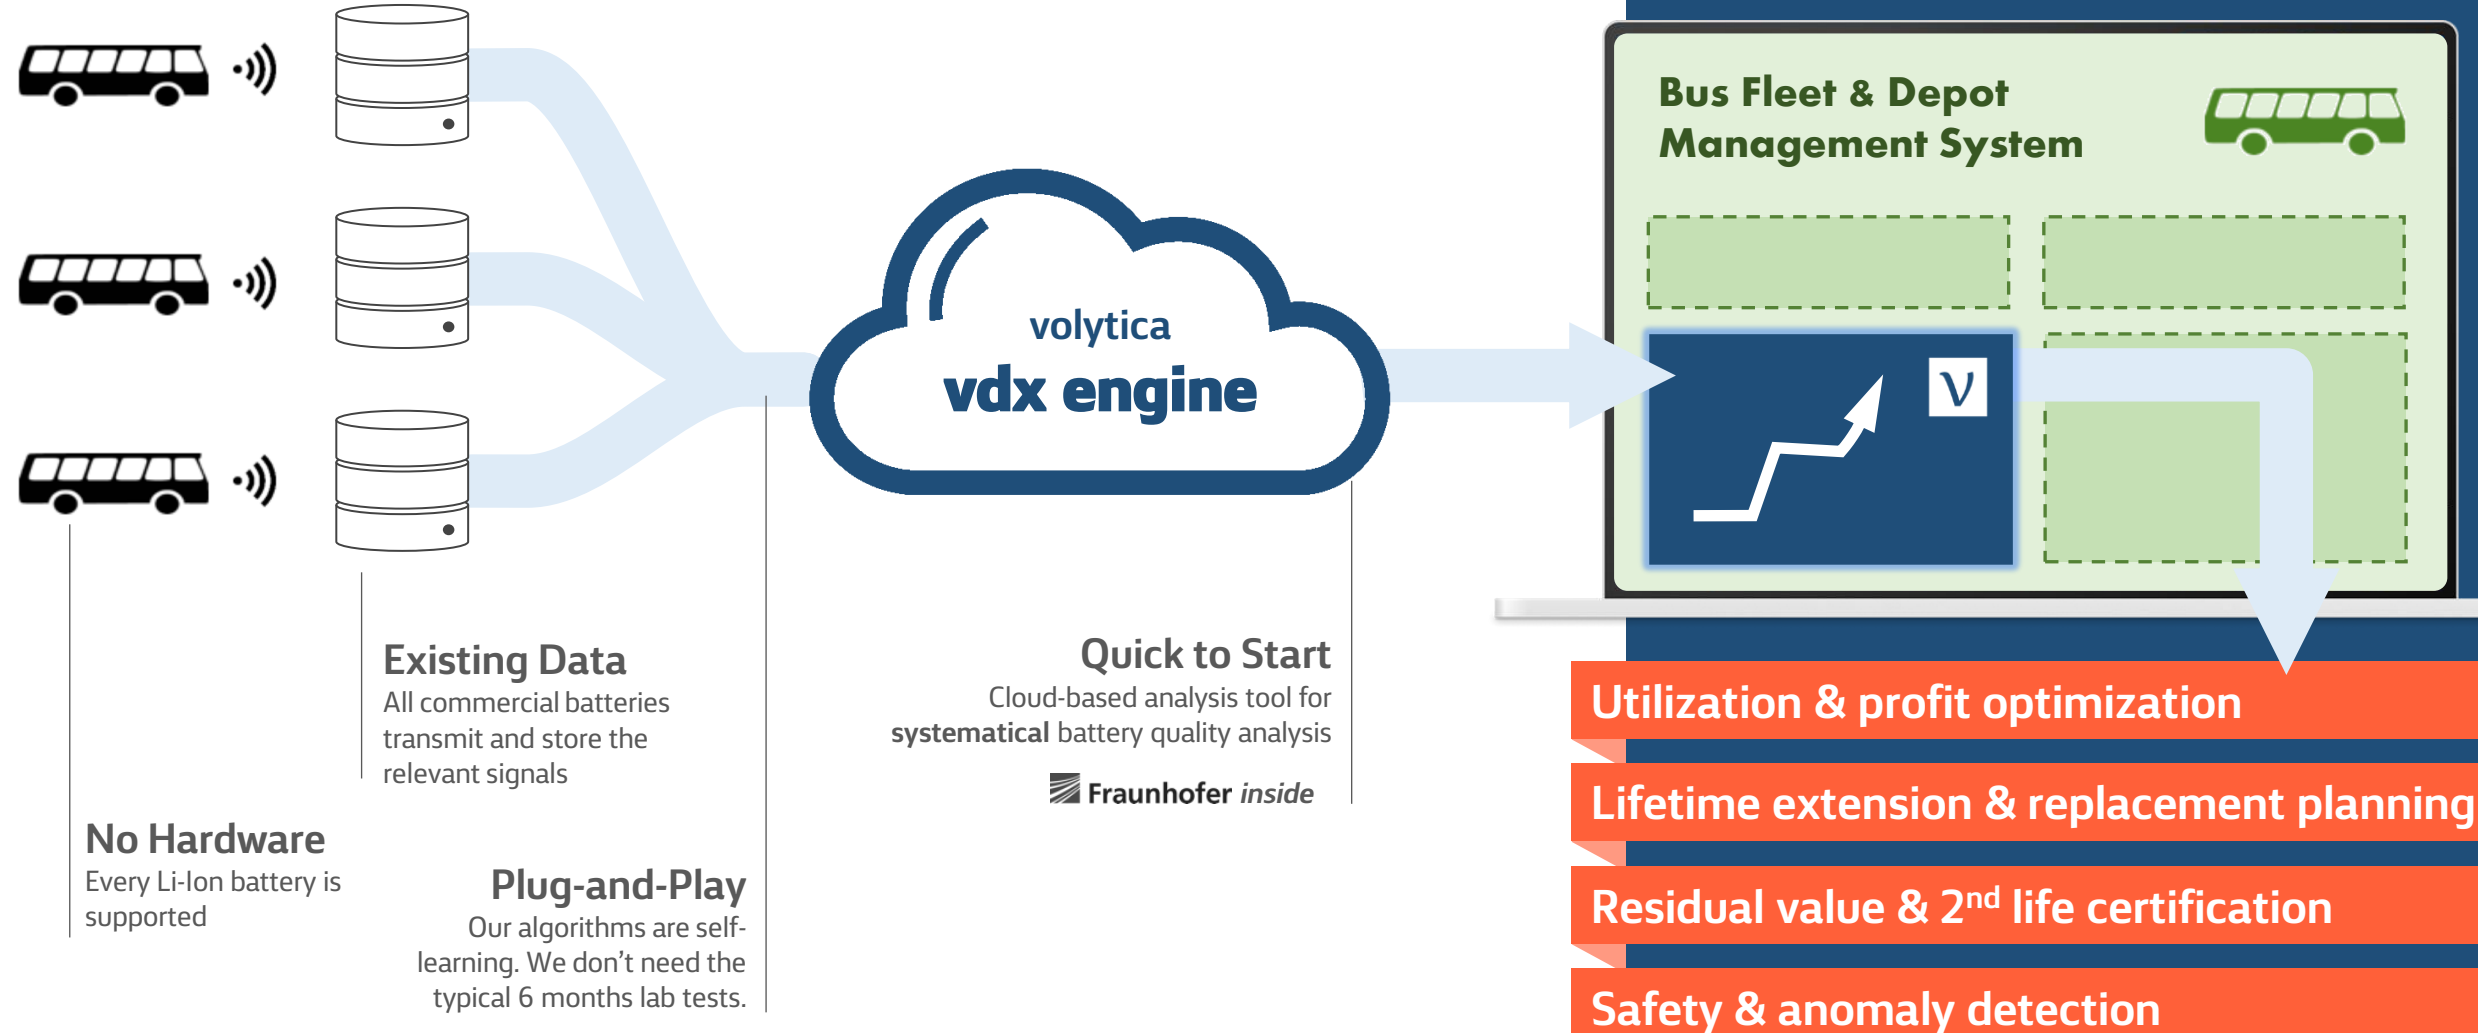 Bus Fleet & Depot
Management System
volytica
vdx engine
ν
Existing Data
All commercial batteries
transmit and store the
relevant signals
No Hardware
Every Li-Ion battery is
supported
Plug-and-Play
Our algorithms are self-
learning. We don’t need the
typical 6 months lab tests.
Quick to Start
Cloud-based analysis tool for
systematical battery quality analysis
Fraunhofer inside
Utilization & profit optimization
Lifetime extension & replacement planning
Residual value & 2nd life certification
Safety & anomaly detection